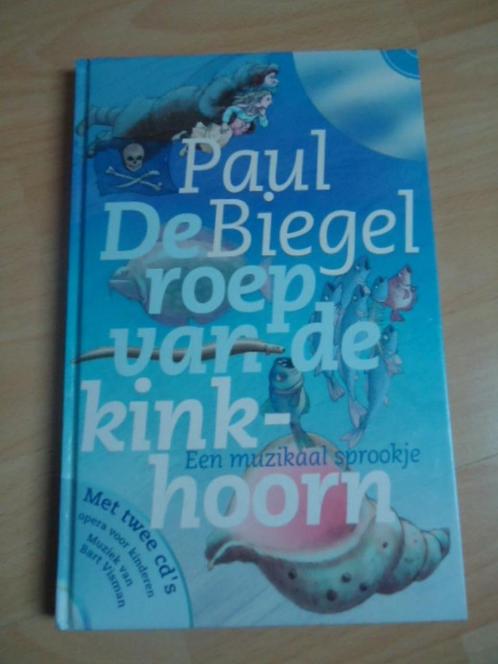 Paul
Biegel
De
roep
van de
kink-
hoorn
Een muzikaal sprookje
Met twee cd's
opera voor kinderen
Muziek van
Bart Visman